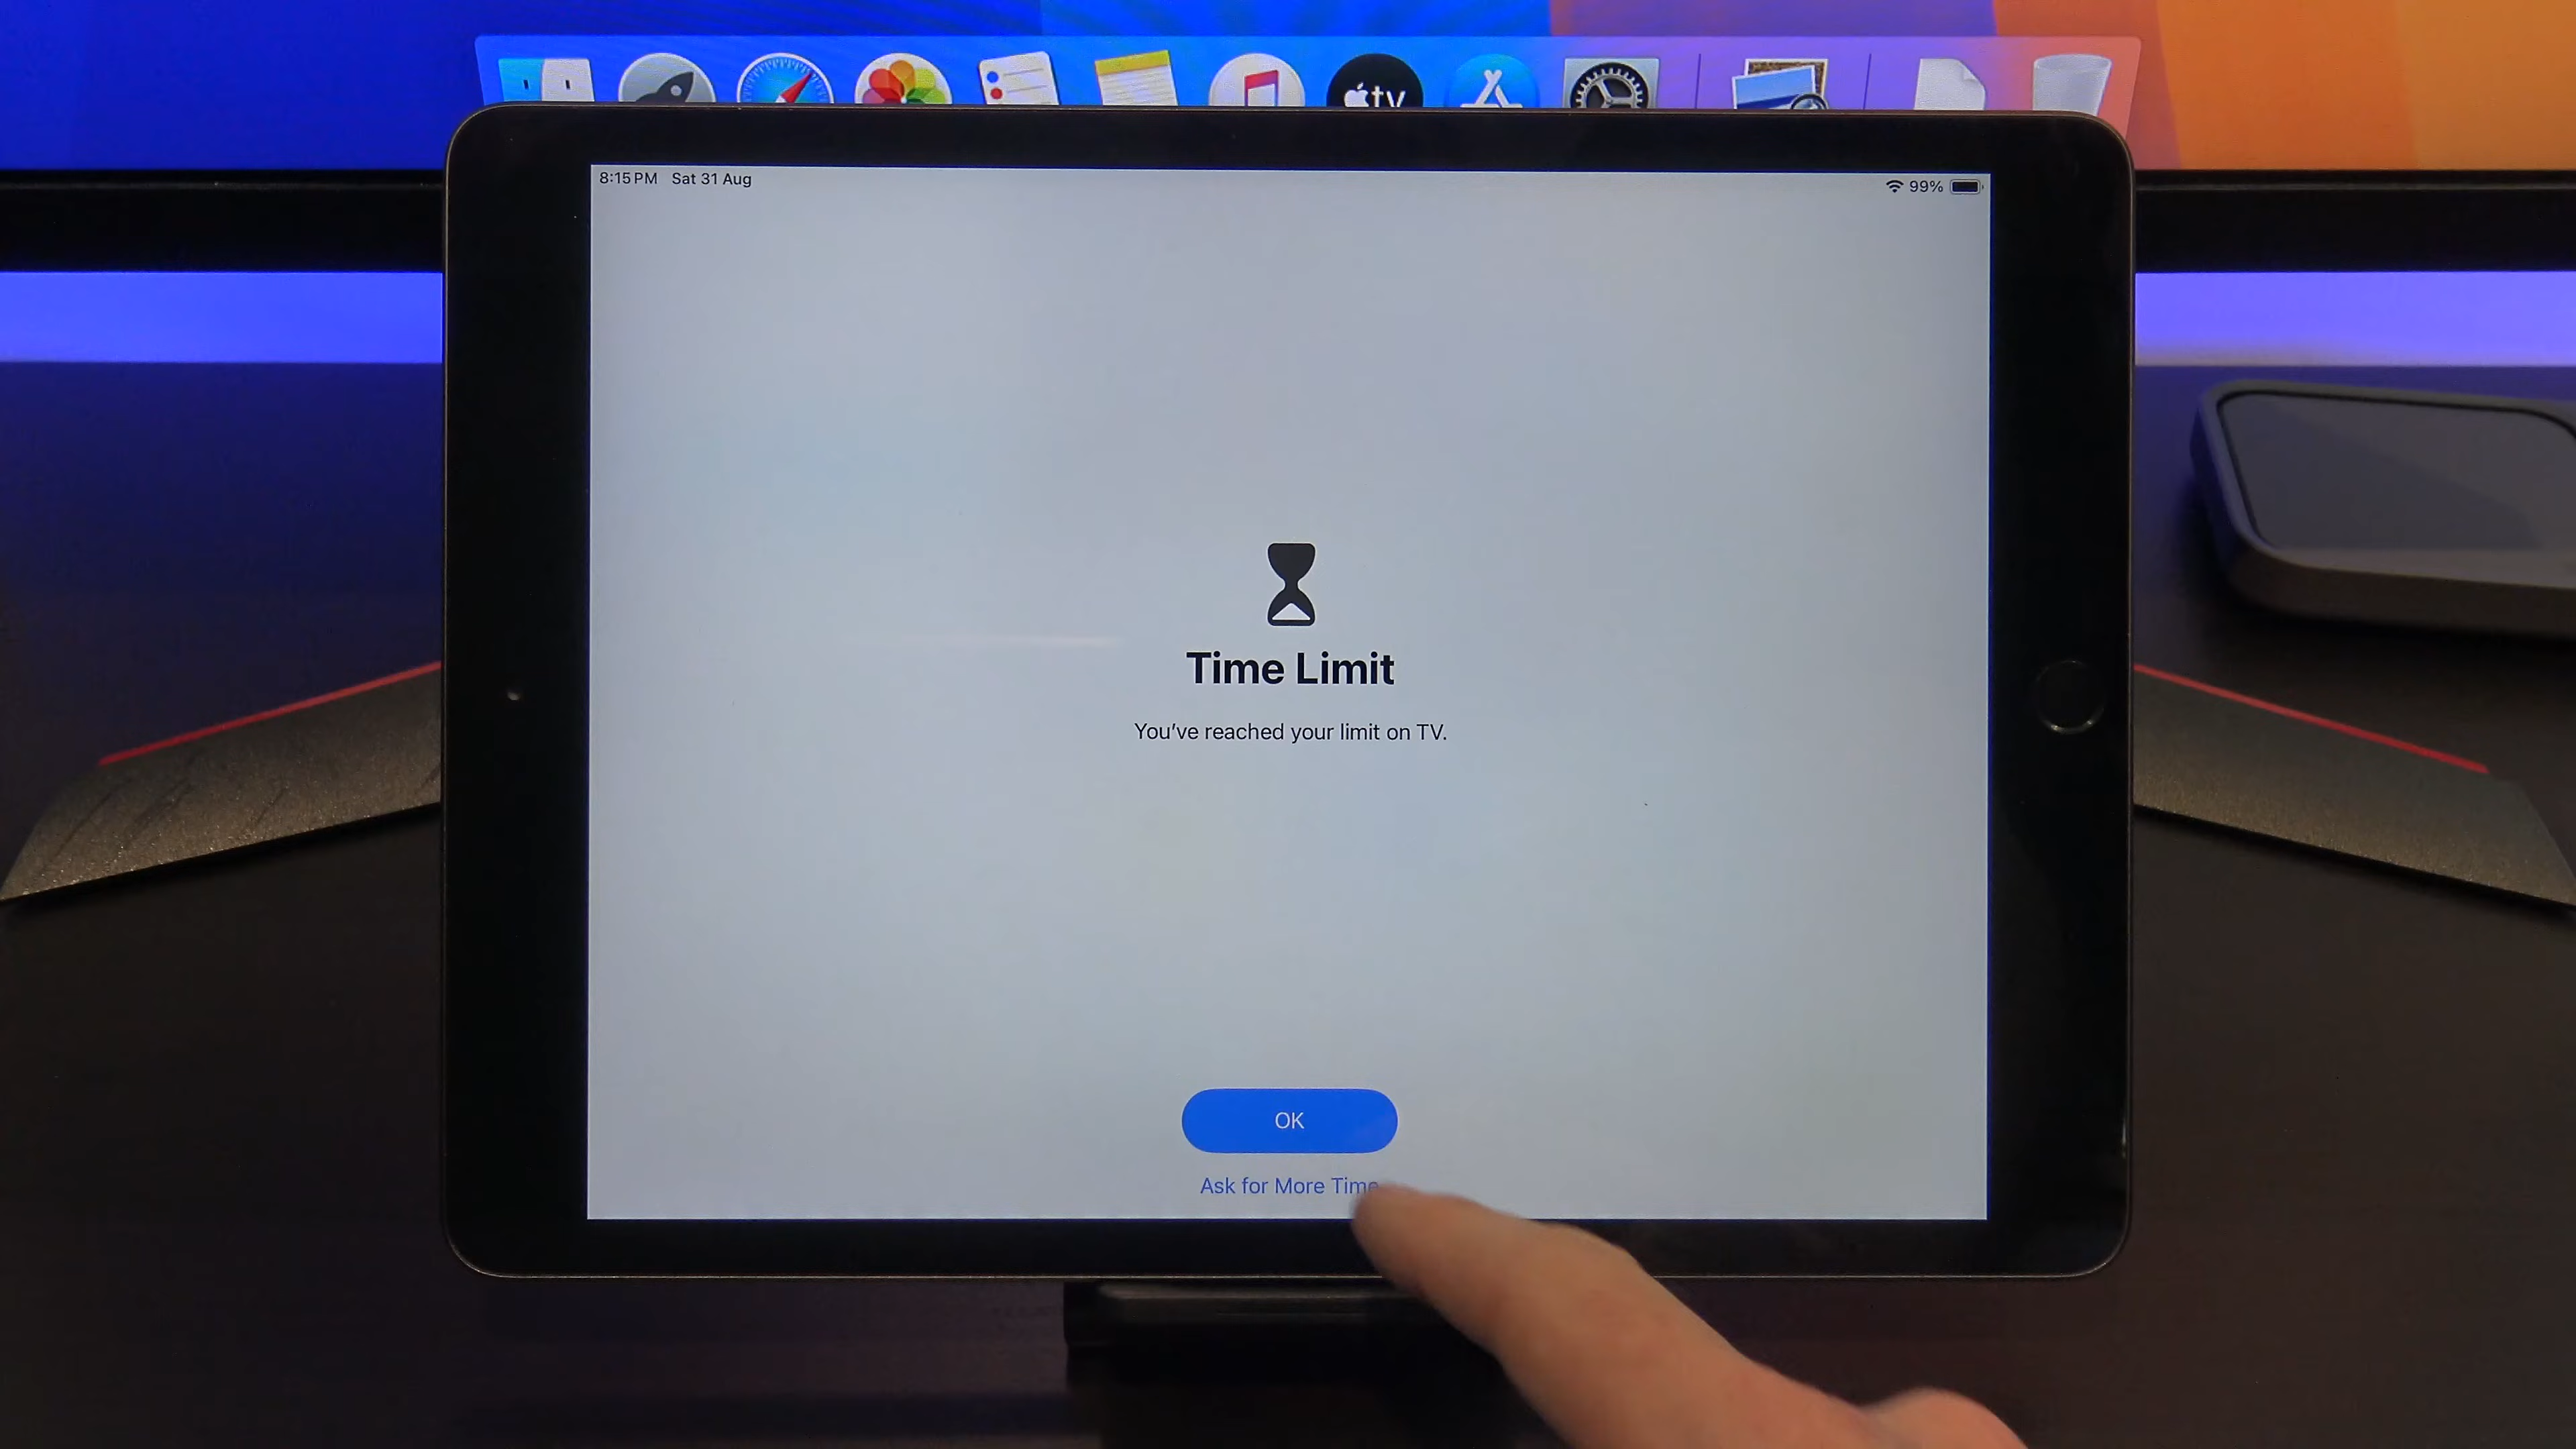 tv
8:15 PM Sat 31 Aug
99%
Time Limit
You've reached your limit on TV.
OK
Ask for More Time